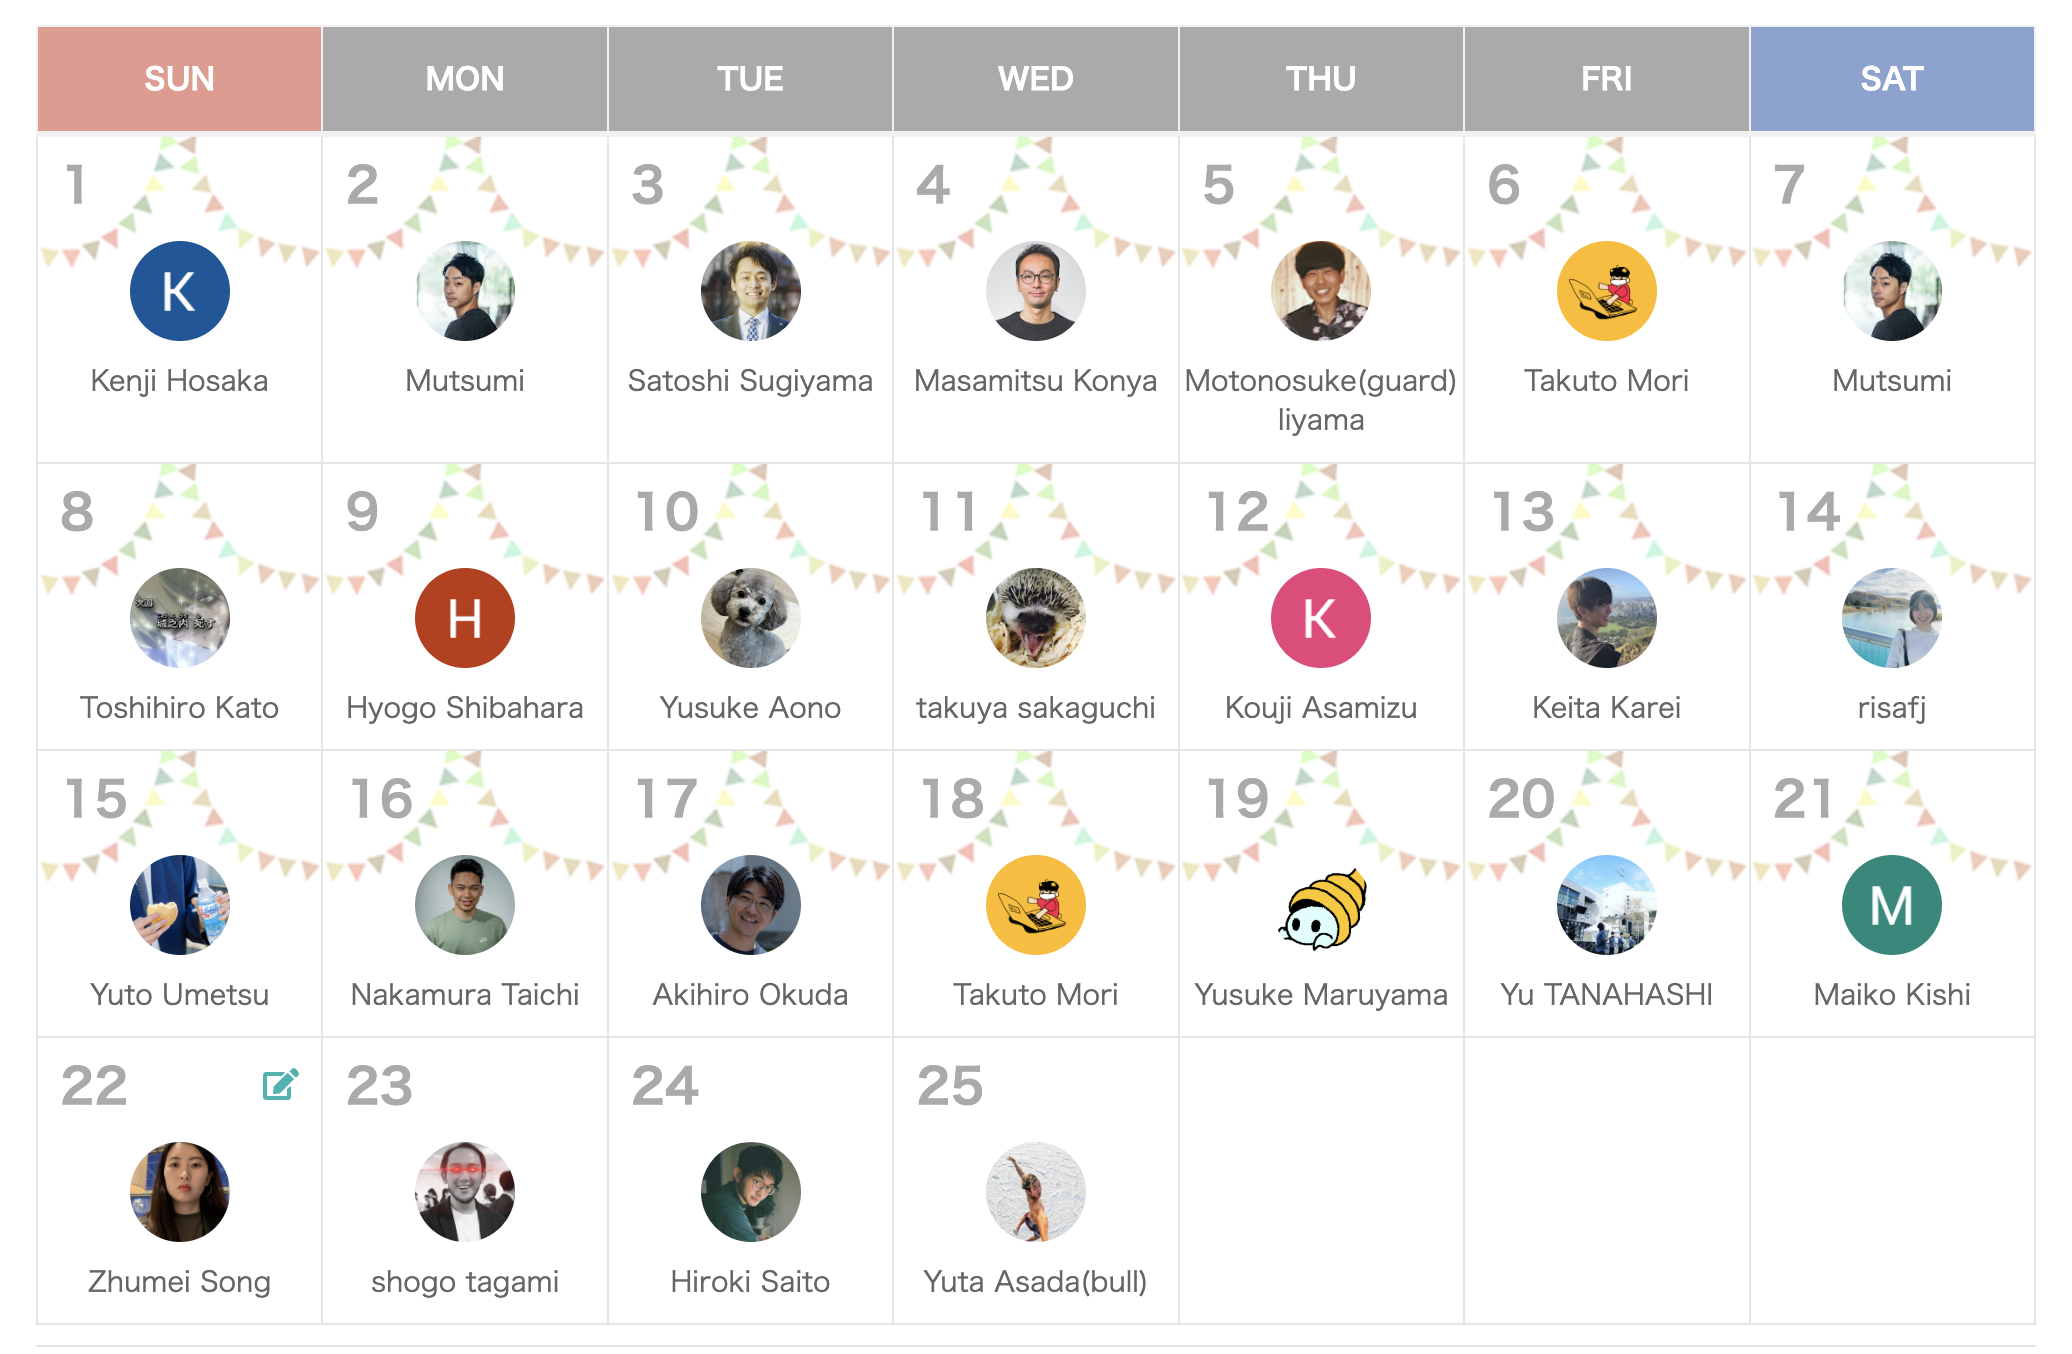 SUN MON TUE WED THU FRI SAT
1 2 3 4 5 6 7
K
Kenji Hosaka Mutsumi Satoshi Sugiyama Masamitsu Konya Motonosuke(guard) Takuto Mori Mutsumi
Iiyama
8 9 10 11 12 13 14
H K
Toshihiro Kato Hyogo Shibahara Yusuke Aono takuya sakaguchi Kouji Asamizu Keita Karei risafj
15 16 17 18 19 20 21
M
Yuto Umetsu Nakamura Taichi Akihiro Okuda Takuto Mori Yusuke Maruyama Yu TANAHASHI Maiko Kishi
22 23 24 25
Zhumei Song shogo tagami Hiroki Saito Yuta Asada(bull)